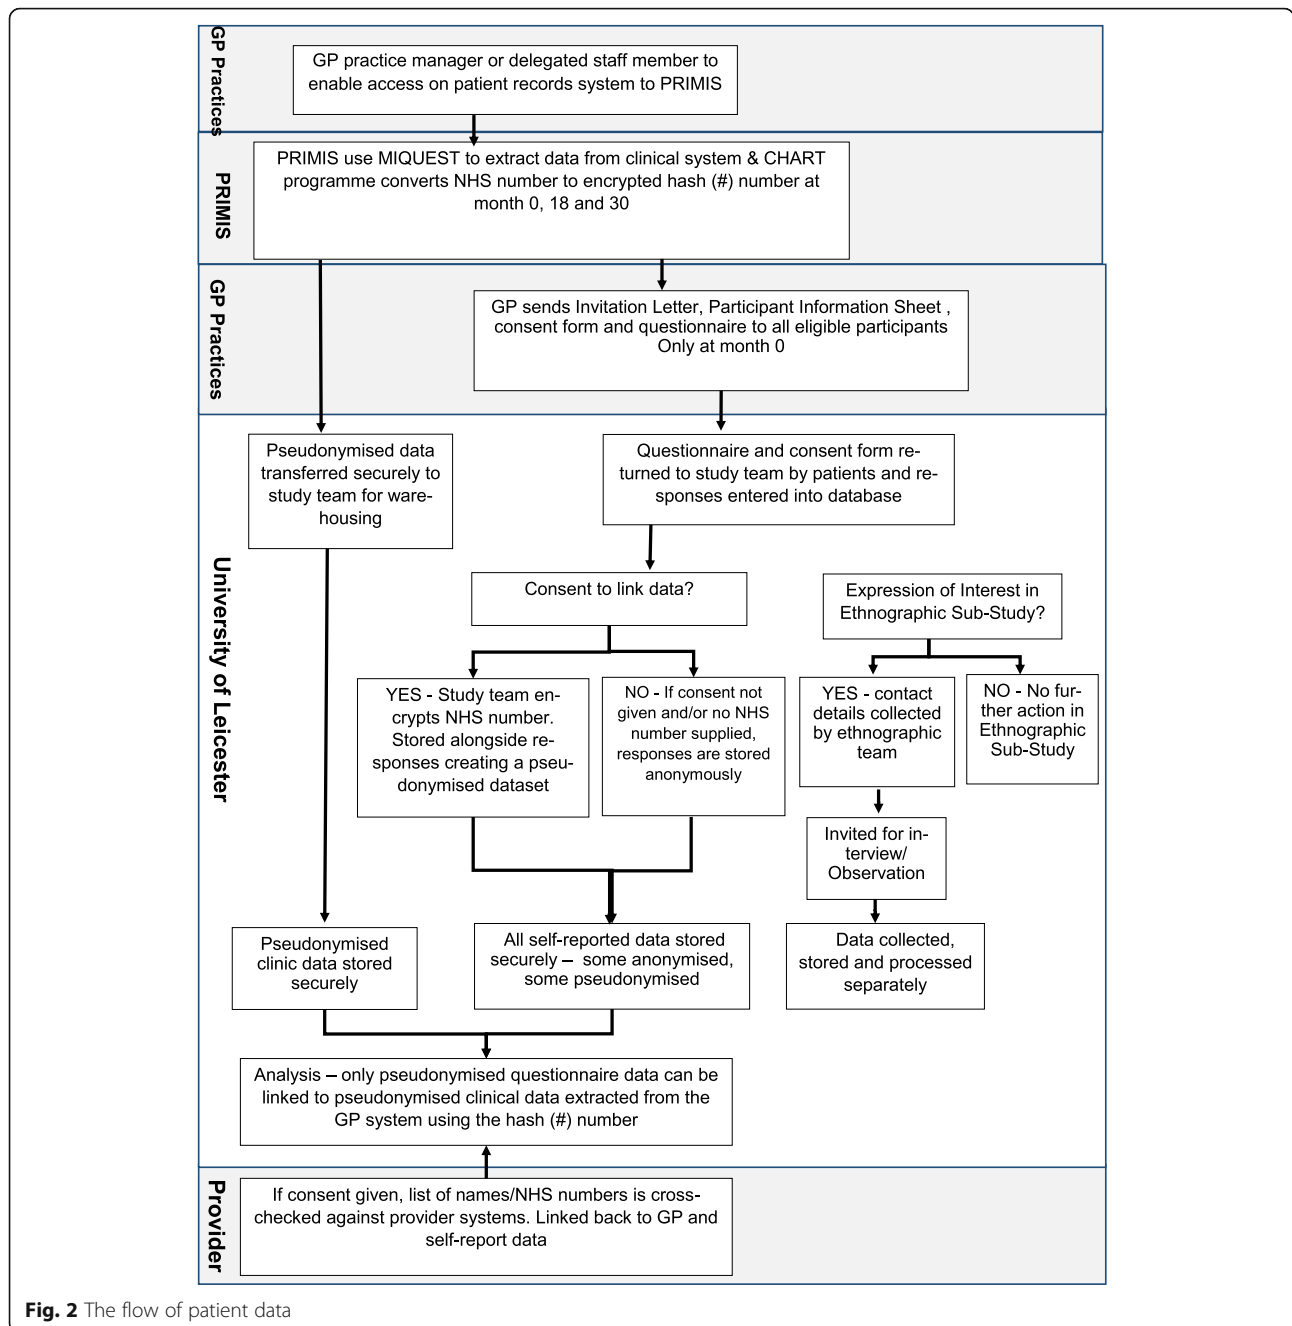 GP Practices
GP practice manager or delegated staff member to
enable access on patient records system to PRIMIS
PRIMIS
PRIMIS use MIQUEST to extract data from clinical system & CHART
programme converts NHS number to encrypted hash (#) number at
month 0, 18 and 30
GP Practices
GP sends Invitation Letter, Participant Information Sheet ,
consent form and questionnaire to all eligible participants
Only at month 0
University of Leicester
Pseudonymised data
transferred securely to
study team for ware-
housing
Questionnaire and consent form re-
turned to study team by patients and re-
sponses entered into database
Consent to link data?
Expression of Interest in
Ethnographic Sub-Study?
YES - Study team en-
crypts NHS number.
Stored alongside re-
sponses creating a pseu-
donymised dataset
NO - If consent not
given and/or no NHS
number supplied,
responses are stored
anonymously
YES - contact
details collected
by ethnographic
team
NO - No fur-
ther action in
Ethnographic
Sub-Study
Invited for in-
terview/
Observation
Pseudonymised
clinic data stored
securely
All self-reported data stored
securely – some anonymised,
some pseudonymised
Data collected,
stored and processed
separately
Analysis – only pseudonymised questionnaire data can be
linked to pseudonymised clinical data extracted from the
GP system using the hash (#) number
Provider
If consent given, list of names/NHS numbers is cross-
checked against provider systems. Linked back to GP and
self-report data
Fig. 2 The flow of patient data